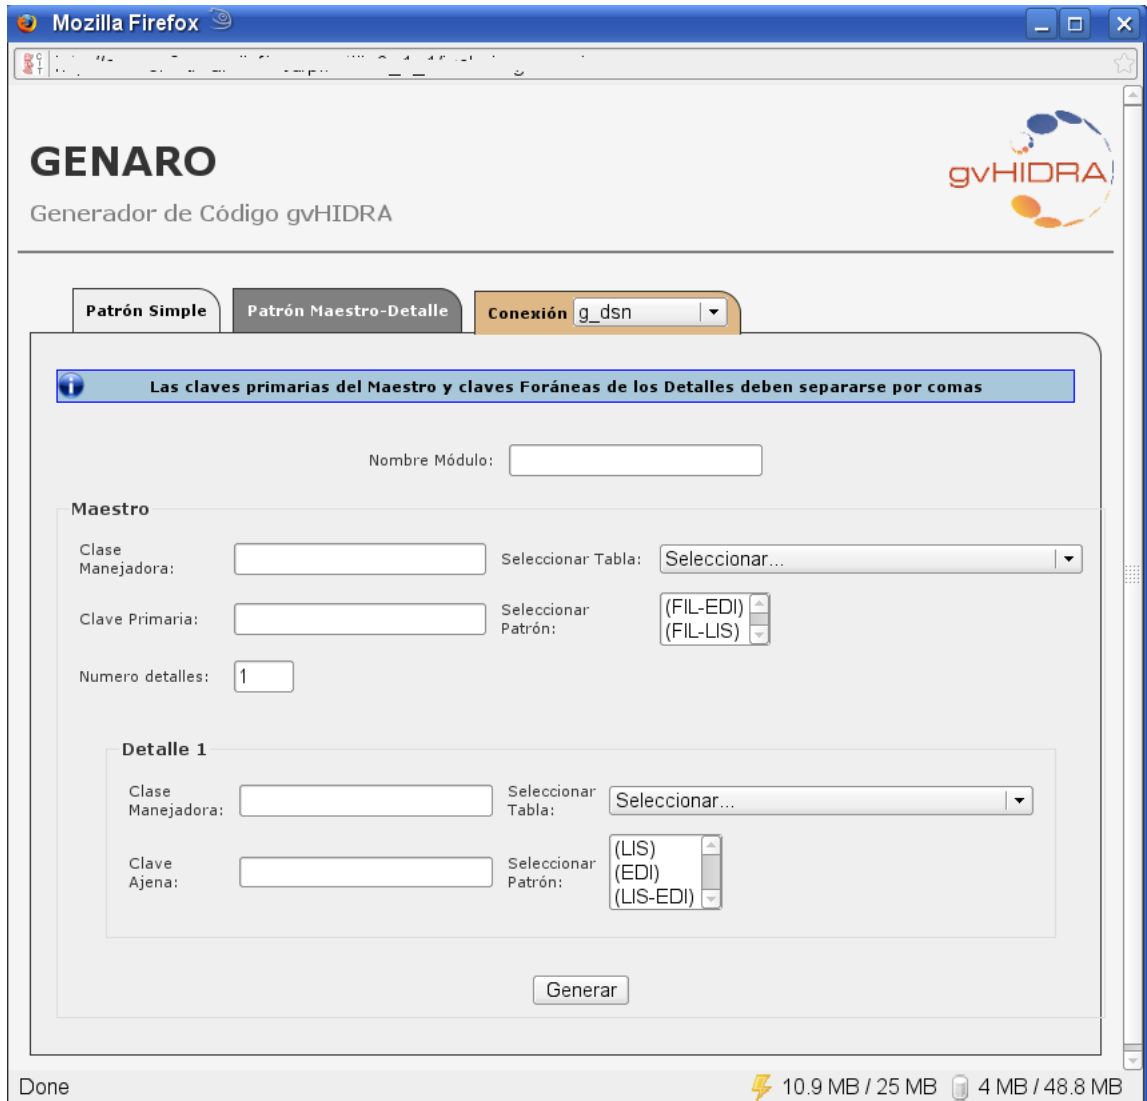 Mozilla Firefox
GENARO
gvHIDRA
Generador de Código gvHIDRA
Patrón Simple
Patrón Maestro-Detalle
Conexión g_dsn
Las claves primarias del Maestro y claves Foráneas de los Detalles deben separarse por comas
Nombre Módulo:
Maestro
Clase Manejadora:
Seleccionar Tabla: Seleccionar...
Clave Primaria:
Seleccionar Patrón:
(FIL-EDI)
(FIL-LIS)
Numero detalles: 1
Detalle 1
Clase Manejadora:
Seleccionar Tabla: Seleccionar...
Clave Ajena:
Seleccionar Patrón:
(LIS)
(EDI)
(LIS-EDI)
Generar
Done
10.9 MB / 25 MB
4 MB / 48.8 MB